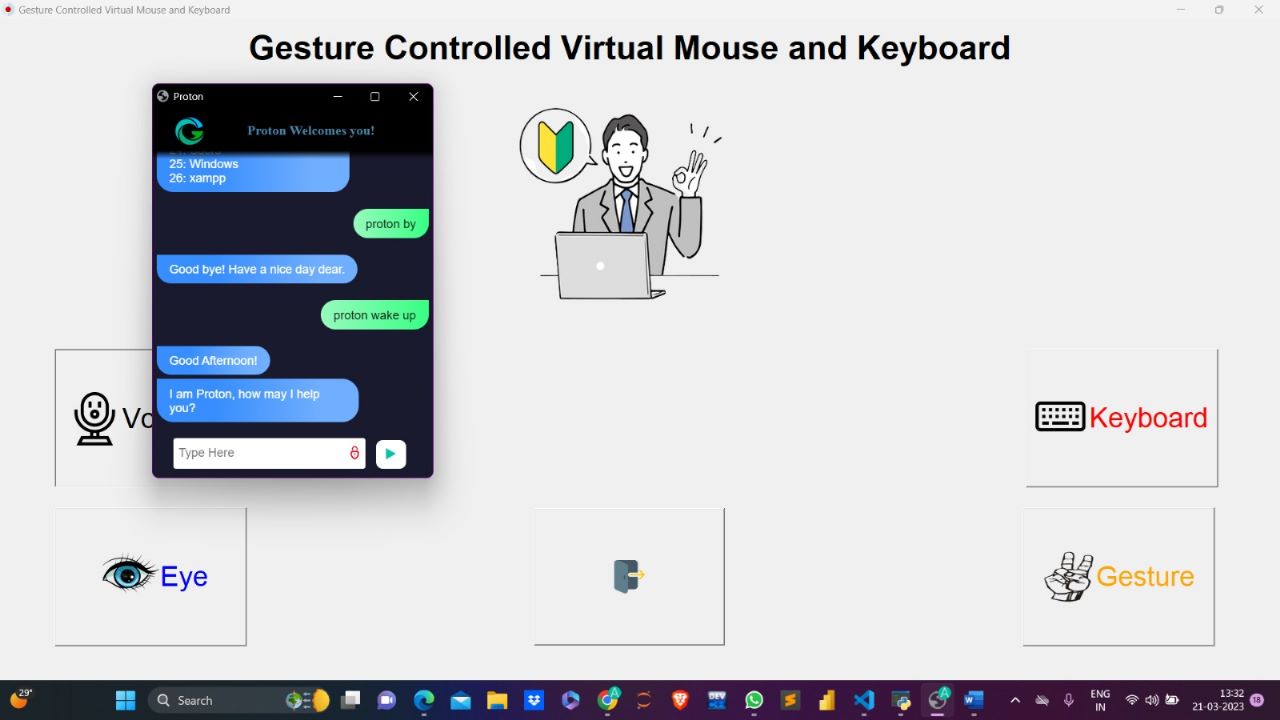 Gesture Controlled Virtual Mouse and Keyboard
Gesture Controlled Virtual Mouse and Keyboard
Proton
Proton Welcomes you!
25: Windows
26: xampp
proton by
Good bye! Have a nice day dear.
proton wake up
Good Afternoon!
I am Proton, how may I help
you?
Type Here
Vo
Keyboard
Eye
Gesture
29°
Search
DEV
ENG
IN
13:32
21-03-2023
18